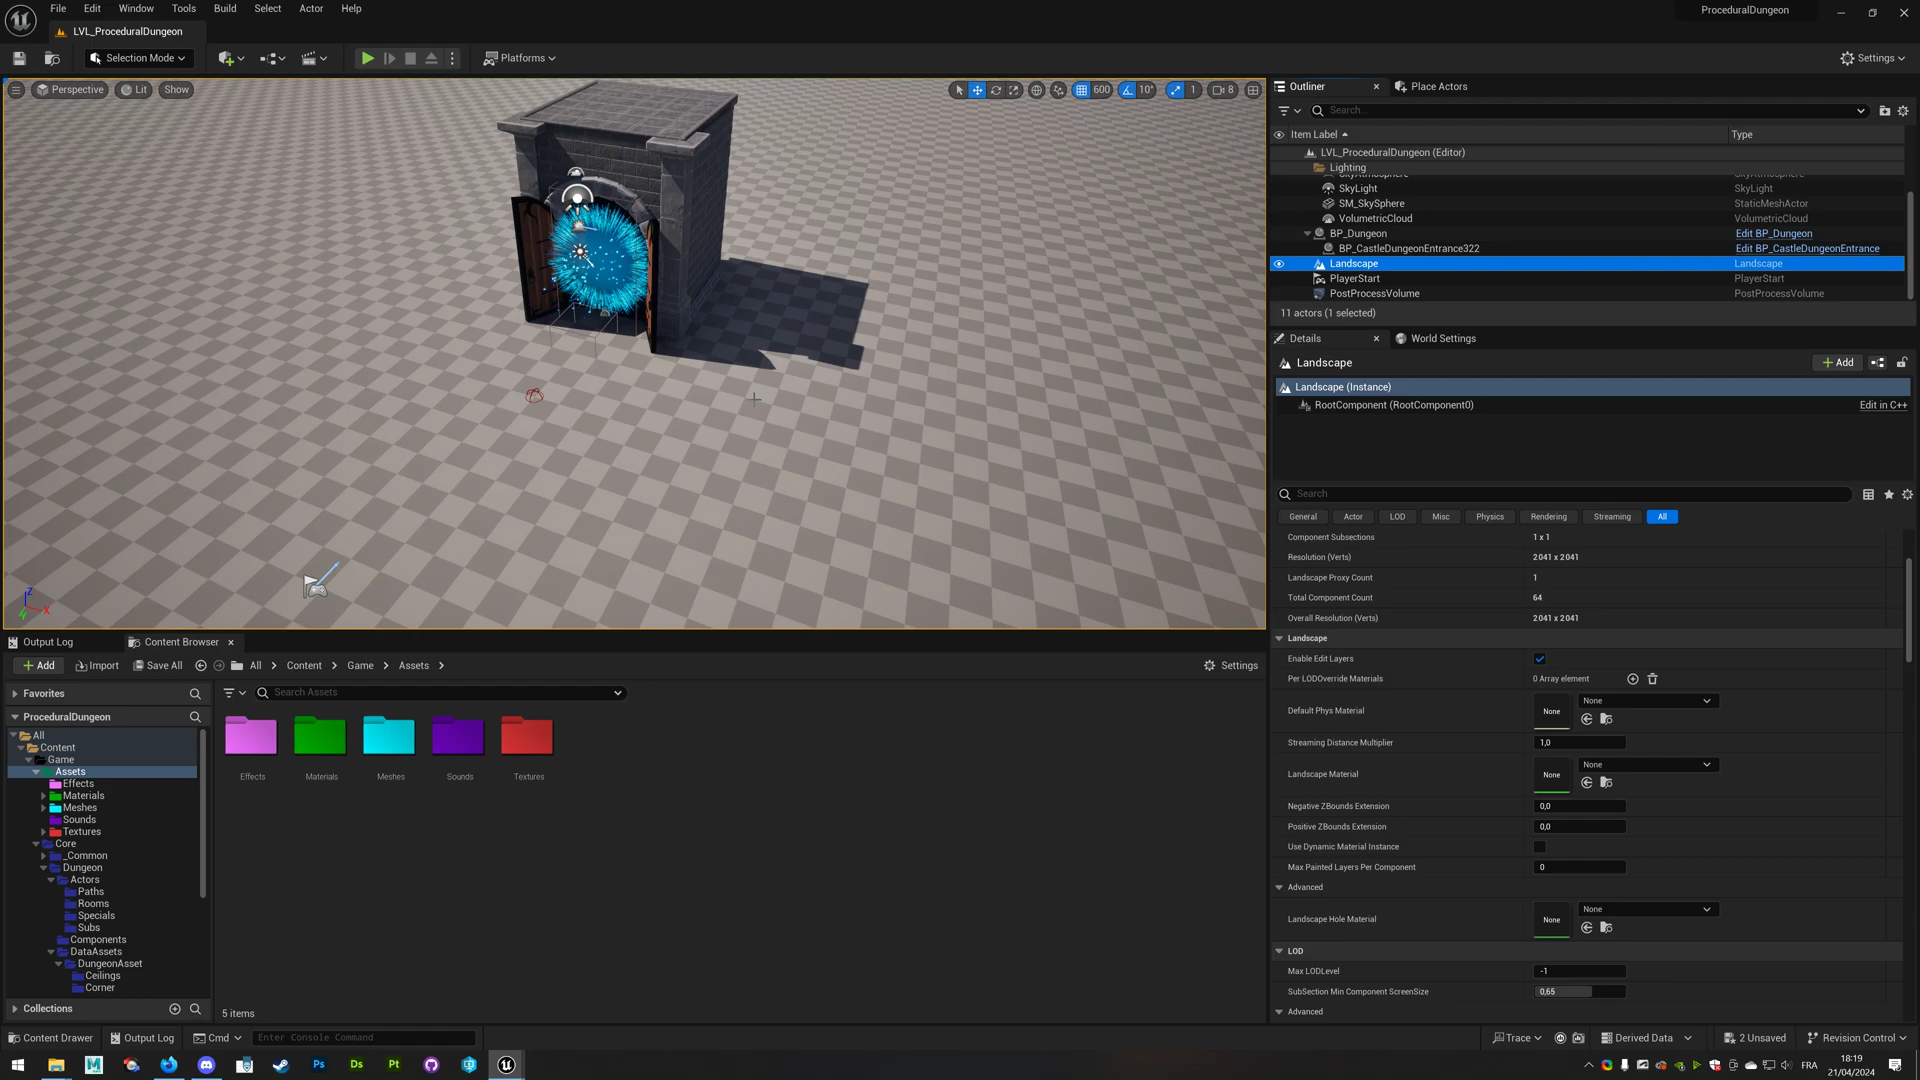 File Edit Window Tools Build Select Actor Help
ProceduralDungeon
LVL_ProceduralDungeon
Selection Mode
Platforms
Settings
Perspective Lit Show
600 10° 1 8
Outliner
Place Actors
Search...
Item Label Type
LVL_ProceduralDungeon (Editor)
Lighting
SkyAtmosphere SkyAtmosphere
SkyLight SkyLight
SM_SkySphere StaticMeshActor
VolumetricCloud VolumetricCloud
BP_Dungeon Edit BP_Dungeon
BP_CastleDungeonEntrance322 Edit BP_CastleDungeonEntrance
Landscape Landscape
PlayerStart PlayerStart
PostProcessVolume PostProcessVolume
11 actors (1 selected)
Details
World Settings
Landscape
Add
Landscape (Instance)
RootComponent (RootComponent0) Edit in C++
Search
General Actor LOD Misc Physics Rendering Streaming All
Component Subsections 1 x 1
Resolution (Verts) 2041 x 2041
Landscape Proxy Count 1
Total Component Count 64
Overall Resolution (Verts) 2041 x 2041
Landscape
Enable Edit Layers
Per LODOverride Materials 0 Array element
Default Phys Material None None
Streaming Distance Multiplier 1,0
Landscape Material None None
Negative ZBounds Extension 0,0
Positive ZBounds Extension 0,0
Use Dynamic Material Instance
Max Painted Layers Per Component 0
Advanced
Landscape Hole Material None None
LOD
Max LODLevel -1
SubSection Min Component ScreenSize 0,65
Advanced
Z X Y
Output Log
Content Browser
Add Import Save All All Content Game Assets Settings
Favorites
Search Assets
ProceduralDungeon
All
Content
Game
Assets
Effects
Materials
Meshes
Sounds
Textures
Core
_Common
Dungeon
Actors
Paths
Rooms
Specials
Subs
Components
DataAssets
DungeonAsset
Ceilings
Corner
Collections
Effects Materials Meshes Sounds Textures
5 items
Content Drawer Output Log Cmd Enter Console Command
Trace Derived Data 2 Unsaved Revision Control
Ps Ds Pt
FRA
18:19
21/04/2024